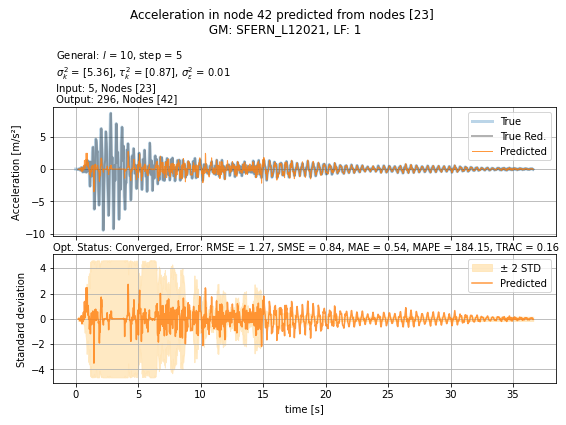 Acceleration in node 42 predicted from nodes [23]
GM: SFERN_L12021, LF: 1
General: l = 10, step = 5
σ²ₖ = [5.36], τ²ₖ = [0.87], σ²ε = 0.01
Input: 5, Nodes [23]
Output: 296, Nodes [42]
Acceleration [m/s²]
5
0
−5
−10
True
True Red.
Predicted
Opt. Status: Converged, Error: RMSE = 1.27, SMSE = 0.84, MAE = 0.54, MAPE = 184.15, TRAC = 0.16
Standard deviation
4
2
0
−2
−4
± 2 STD
Predicted
0 5 10 15 20 25 30 35
time [s]